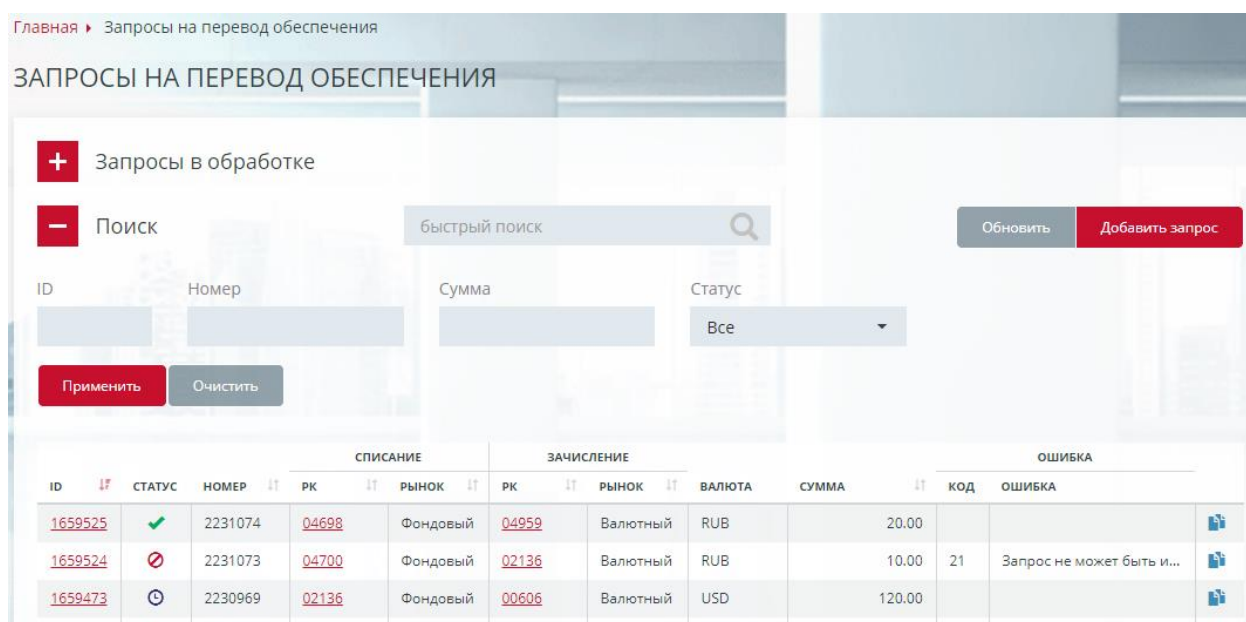 Главная Запросы на перевод обеспечения
ЗАПРОСЫ НА ПЕРЕВОД ОБЕСПЕЧЕНИЯ
Запросы в обработке
Поиск быстрый поиск Обновить Добавить запрос
ID Номер Сумма Статус
Все
Применить Очистить
СПИСАНИЕ ЗАЧИСЛЕНИЕ ОШИБКА
ID СТАТУС НОМЕР РК РЫНОК РК РЫНОК ВАЛЮТА СУММА КОД ОШИБКА
1659525 2231074 04698 Фондовый 04959 Валютный RUB 20.00
1659524 2231073 04700 Фондовый 02136 Валютный RUB 10.00 21 Запрос не может быть и...
1659473 2230969 02136 Фондовый 00606 Валютный USD 120.00